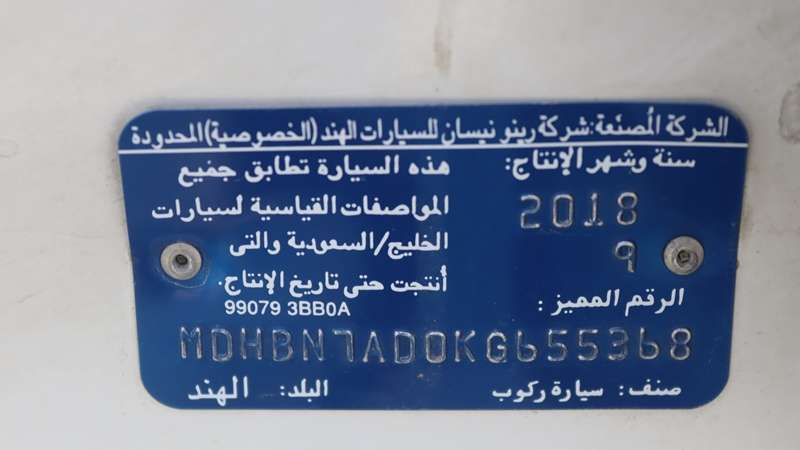 الشركة المُصنّعة: شركة رينو نيسان للسيارات الهند (الخصوصية) المحدودة
سنة وشهر الإنتاج:
2018
9
الرقم المميز :
هذه السيارة تطابق جميع
المواصفات القياسية لسيارات
الخليج/السعودية والتى
أنتجت حتى تاريخ الإنتاج.
99079 3BB0A
MDHBN7AD0KG655368
صنف: سيارة ركوب
البلد: الهند